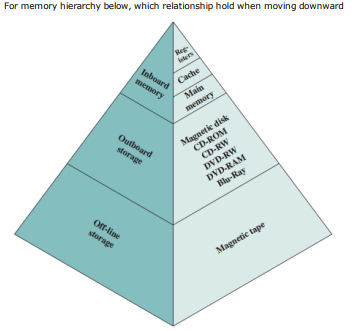 For memory hierarchy below, which relationship hold when moving downward
Reg-
isters
Cache
Main
memory
Inboard
memory
Magnetic disk
CD-ROM
CD-RW
DVD-RW
DVD-RAM
Blu-Ray
Outboard
storage
Magnetic tape
Off-line
storage